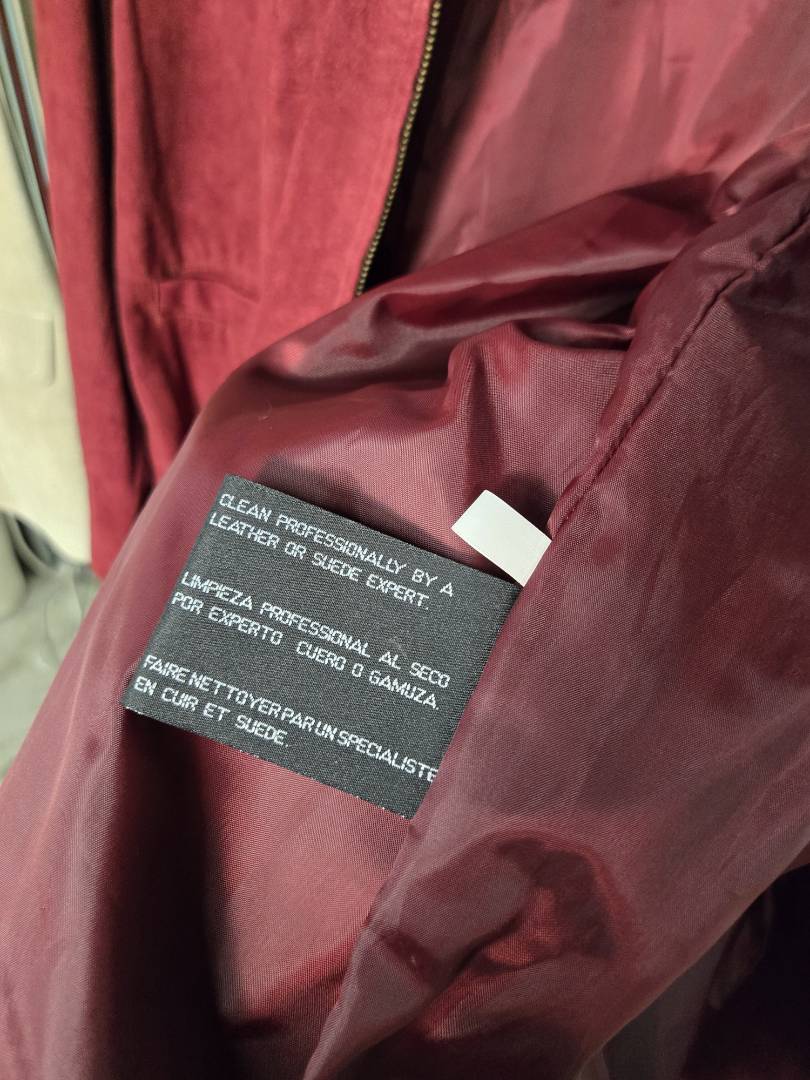 CLEAN PROFESSIONALLY BY A
LEATHER OR SUEDE EXPERT.
LIMPIEZA PROFESSIONAL AL SECO
POR EXPERTO CUERO O GAMUZA.
FAIRE NETTOYER PAR UN SPECIALISTE
EN CUIR ET SUEDE.